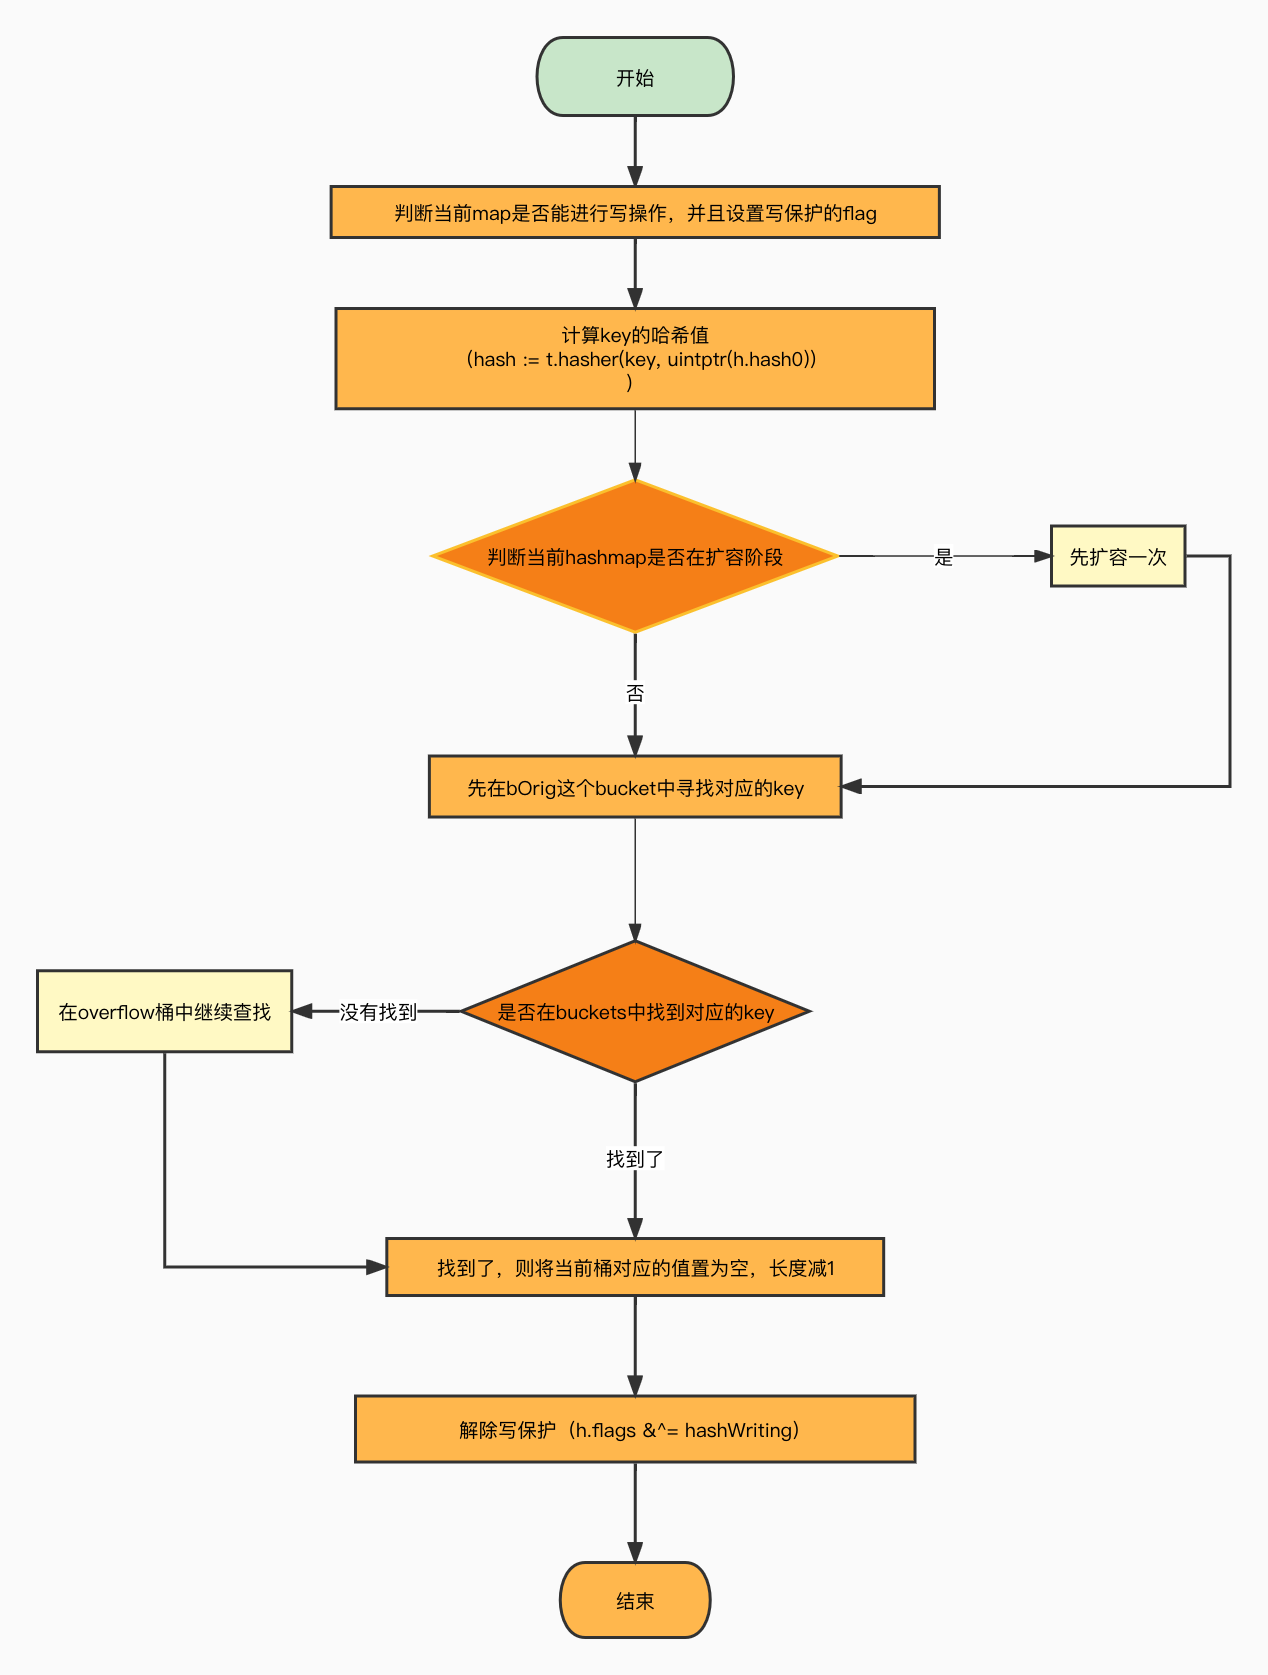 开始
判断当前map是否能进行写操作，并且设置写保护的flag
计算key的哈希值
(hash := t.hasher(key, uintptr(h.hash0))
)
判断当前hashmap是否在扩容阶段
是
先扩容一次
否
先在bOrig这个bucket中寻找对应的key
在overflow桶中继续查找
没有找到
是否在buckets中找到对应的key
找到了
找到了，则将当前桶对应的值置为空，长度减1
解除写保护（h.flags &^= hashWriting）
结束